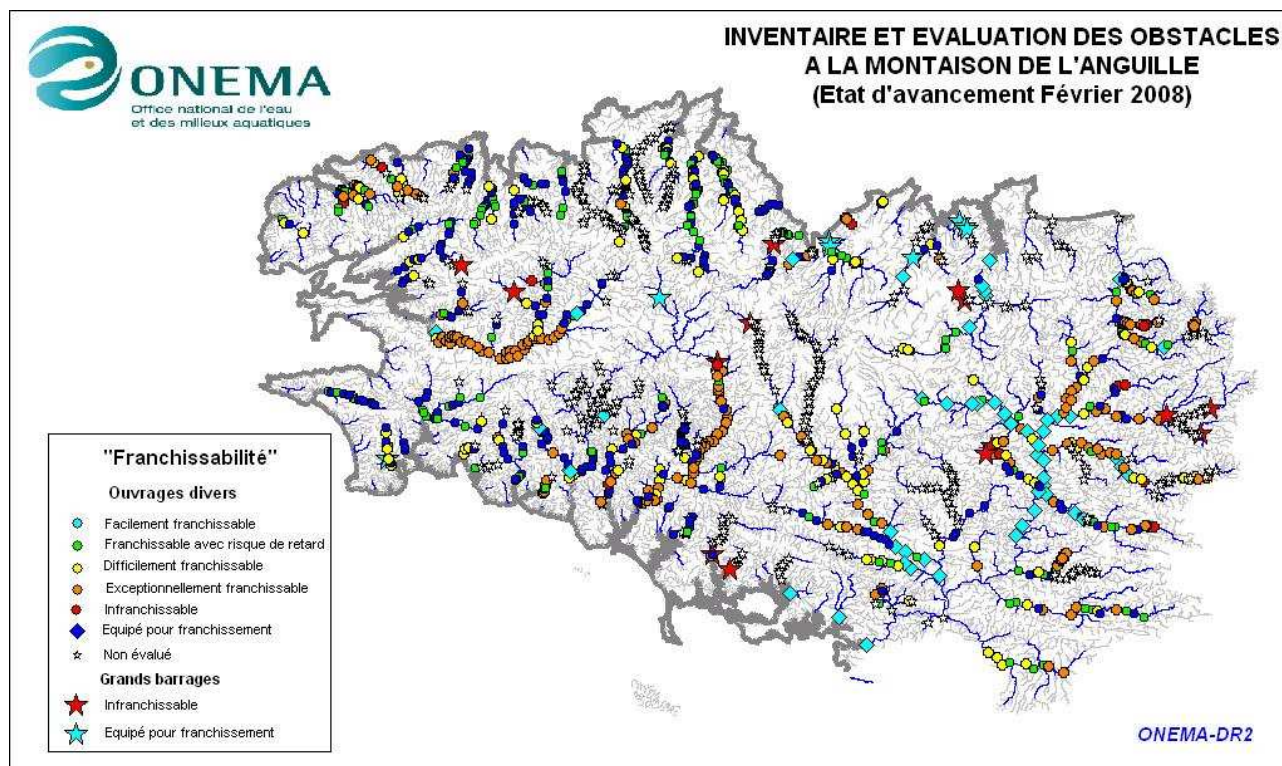 ONEMA
Office national de l'eau
et des milieux aquatiques
INVENTAIRE ET EVALUATION DES OBSTACLES
A LA MONTAISON DE L'ANGUILLE
(Etat d'avancement Février 2008)
"Franchissabilité"
Ouvrages divers
Facilement franchissable
Franchissable avec risque de retard
Difficilement franchissable
Exceptionnellement franchissable
Infranchissable
Equipé pour franchissement
Non évalué
Grands barrages
Infranchissable
Equipé pour franchissement
ONEMA-DR2